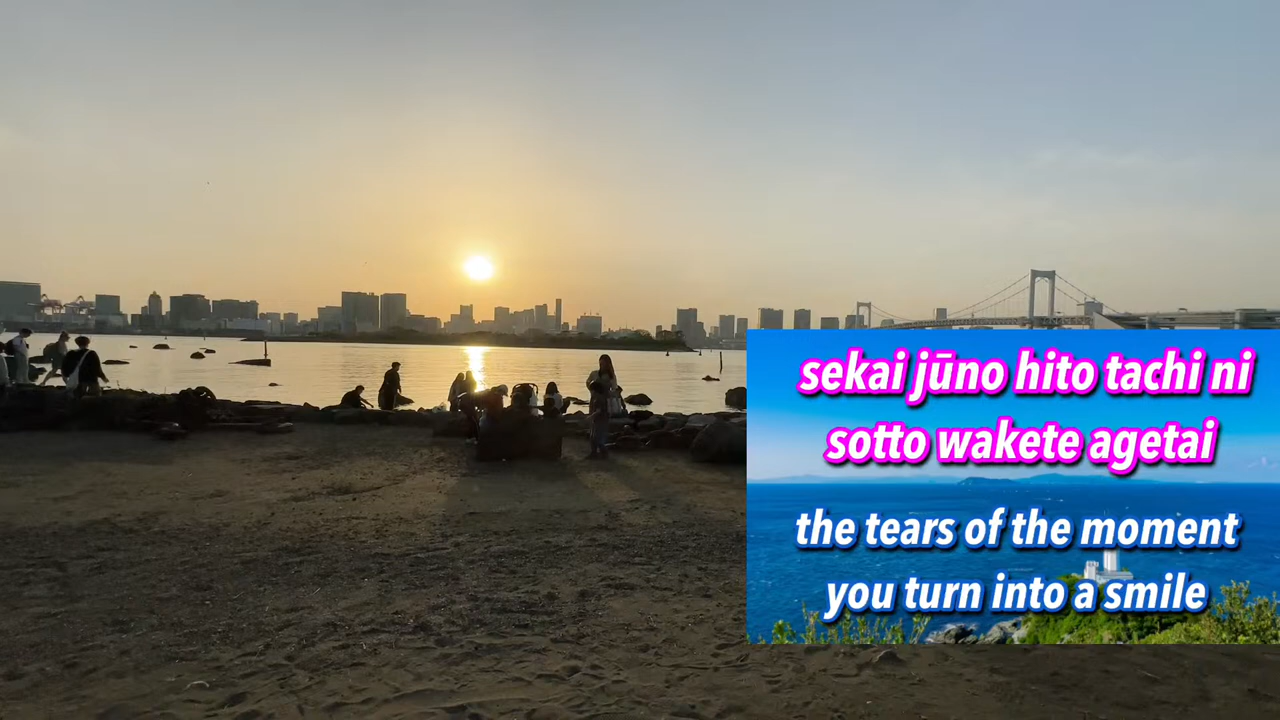 sekai jūno hito tachi ni
sotto wakete agetai
the tears of the moment
you turn into a smile